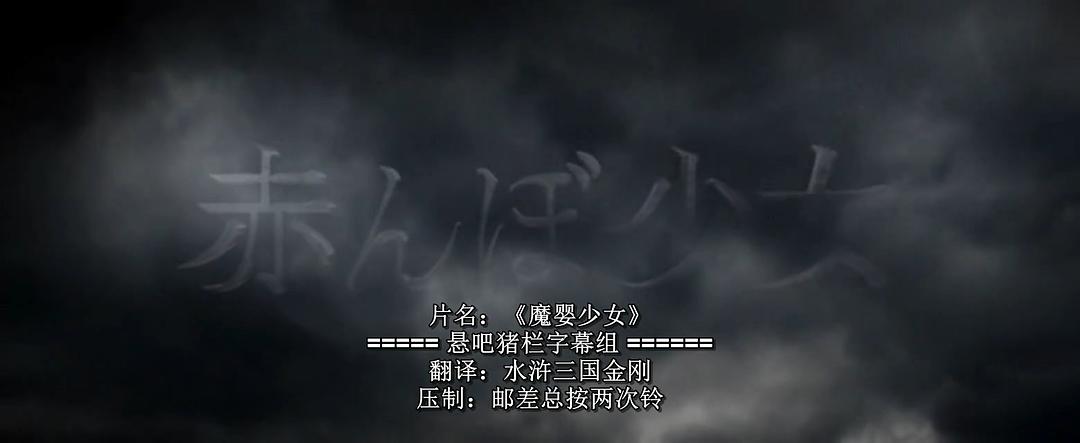 赤んぼ少女
片名：《魔婴少女》
===== 悬吧猪栏字幕组 ======
翻译：水浒三国金刚
压制：邮差总按两次铃